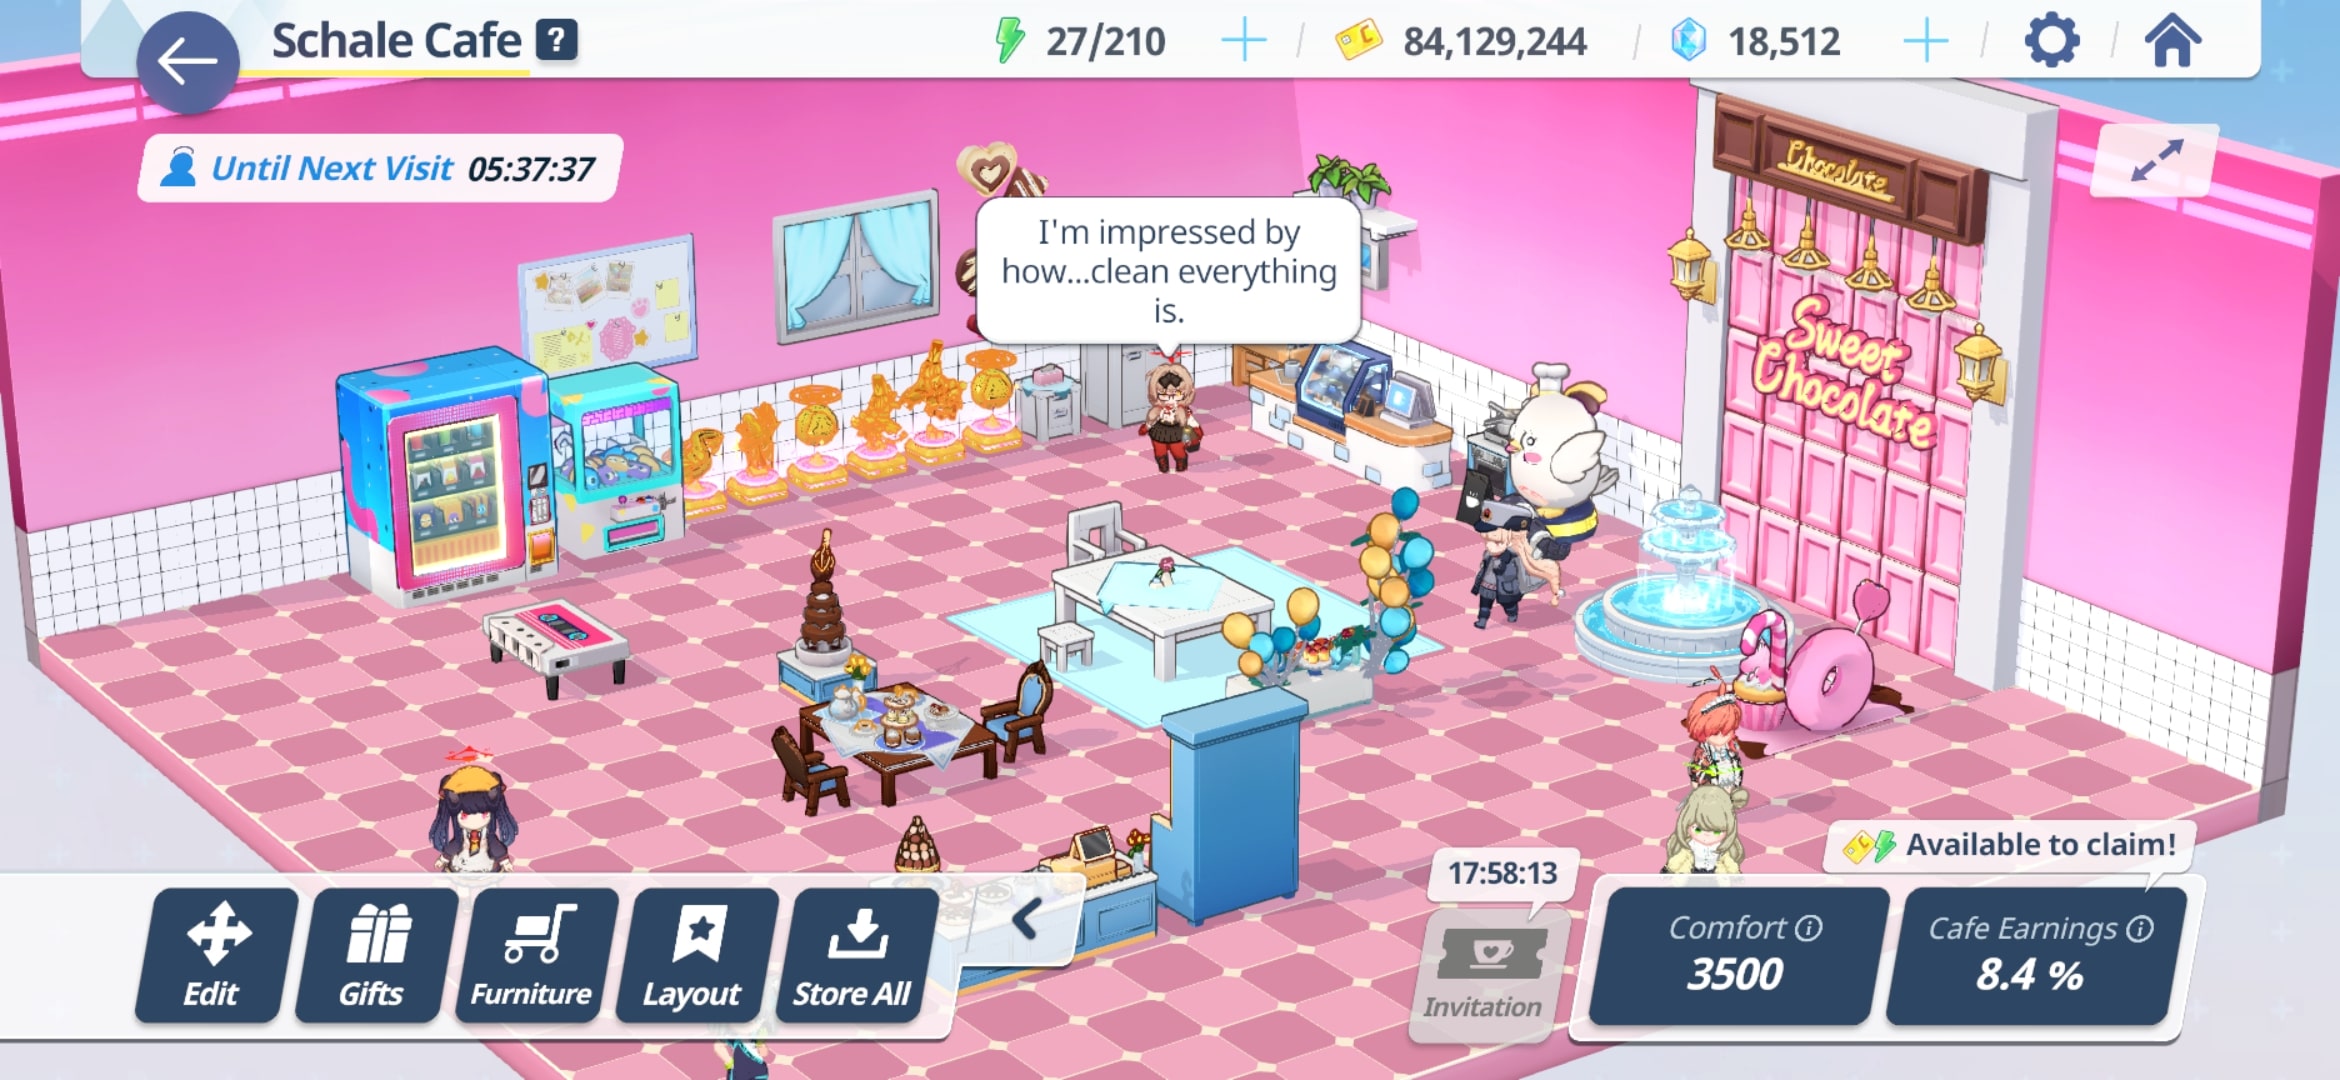 Schale Cafe ?
27/210
84,129,244
18,512
Until Next Visit 05:37:37
Chocolate
I'm impressed by
how...clean everything
is.
Sweet
Chocolate
Available to claim!
17:58:13
Invitation
Comfort
3500
Cafe Earnings
8.4 %
Edit
Gifts
Furniture
Layout
Store All